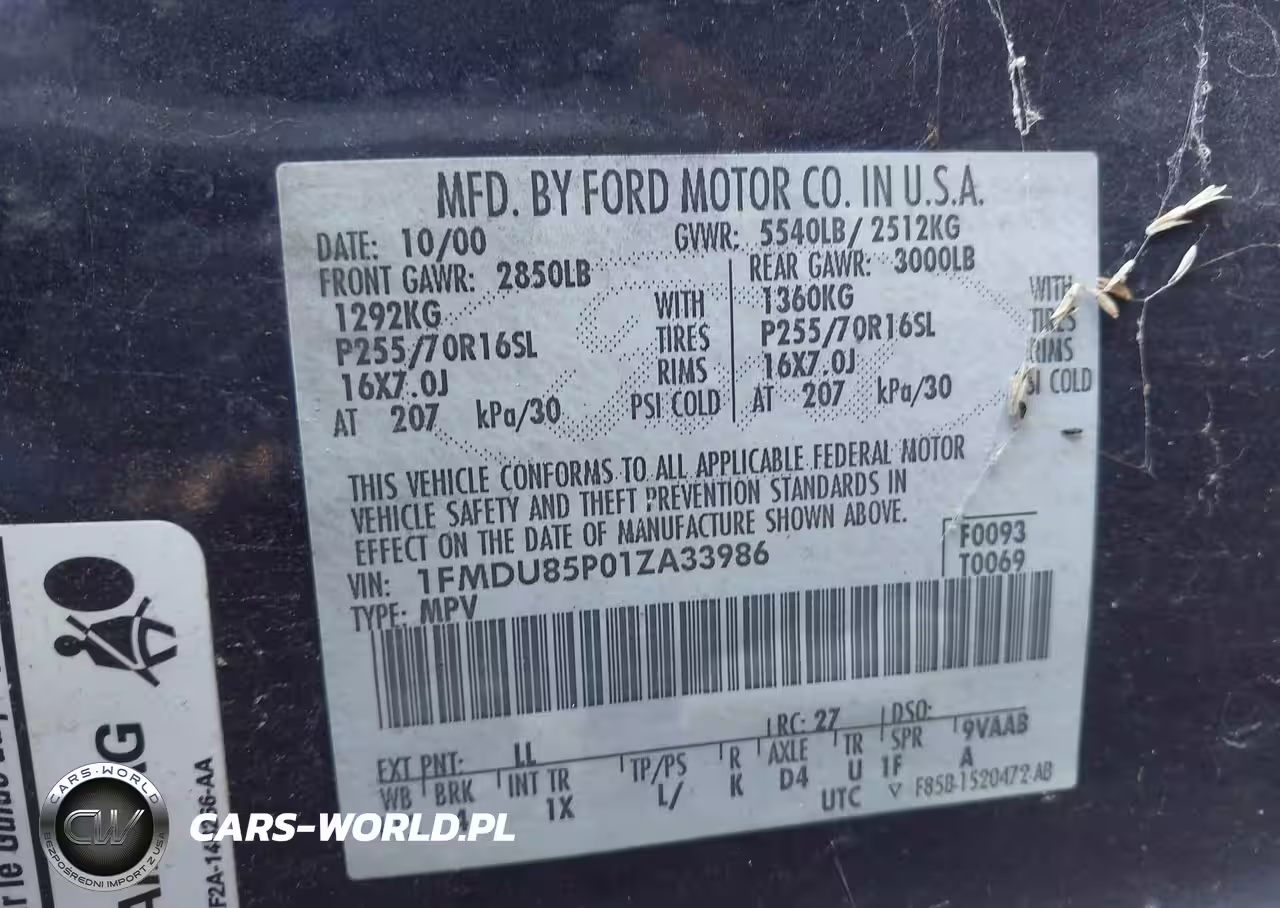 MFD. BY FORD MOTOR CO. IN U.S.A.
DATE: 10/00 GVWR: 5540LB/ 2512KG
FRONT GAWR: 2850LB REAR GAWR: 3000LB
1292KG WITH 1360KG WITH
P255/70R16SL TIRES P255/70R16SL TIRES
16X7.0J RIMS 16X7.0J RIMS
AT 207 kPa/30 PSI COLD AT 207 kPa/30 PSI COLD
THIS VEHICLE CONFORMS TO ALL APPLICABLE FEDERAL MOTOR
VEHICLE SAFETY AND THEFT PREVENTION STANDARDS IN
EFFECT ON THE DATE OF MANUFACTURE SHOWN ABOVE.
VIN: 1FMDU85P01ZA33986 F0093
TYPE: MPV T0069
EXT PNT: LL RC: 27 DSO:
WB BRK INT TR TP/PS R AXLE TR SPR 9VAAB
4 1X L/ K D4 U 1F A
UTC F85B-1520472-AB
CARS-WORLD
CW
BEZPOŚREDNI IMPORT Z USA
CARS-WORLD.PL